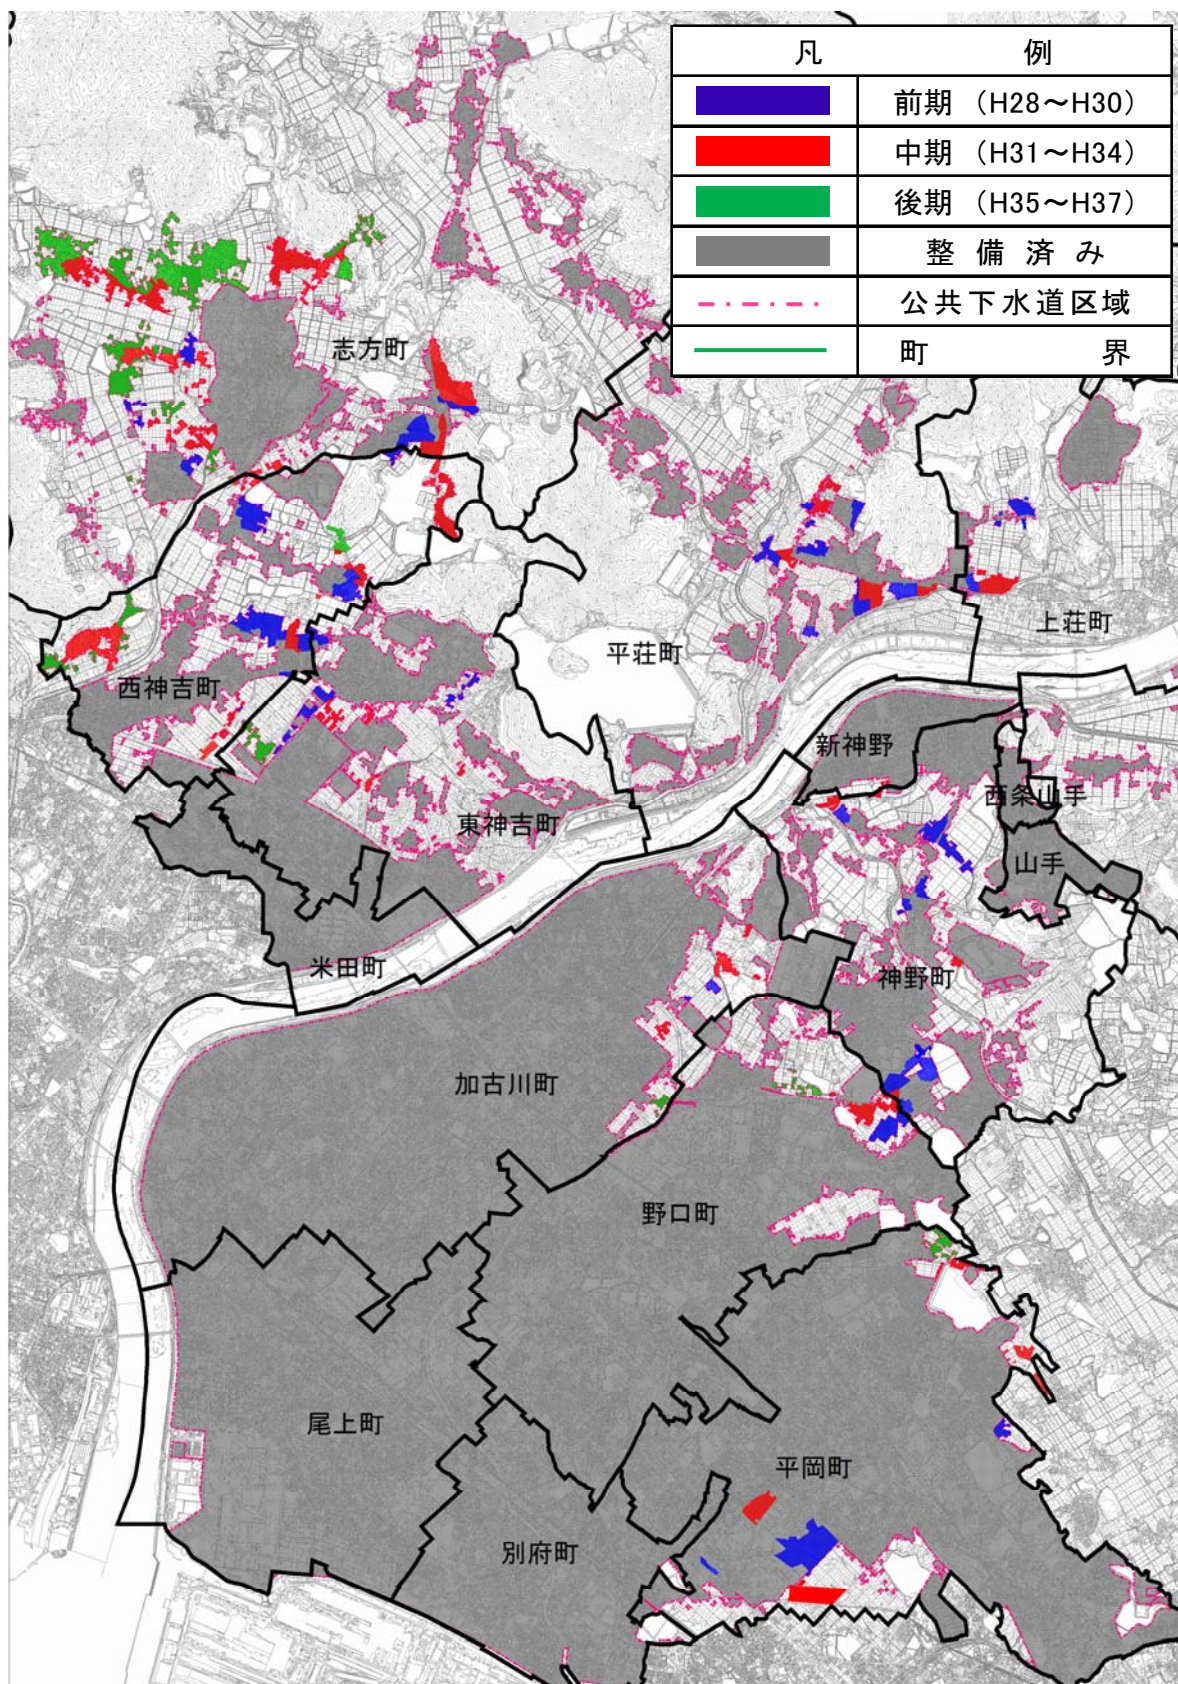 凡例
前期 （H28～H30）
中期 （H31～H34）
後期 （H35～H37）
整備済み
公共下水道区域
町界
志方町
上荘町
平荘町
西神吉町
新神野
西条山手
東神吉町
山手
米田町
神野町
加古川町
野口町
尾上町
平岡町
別府町